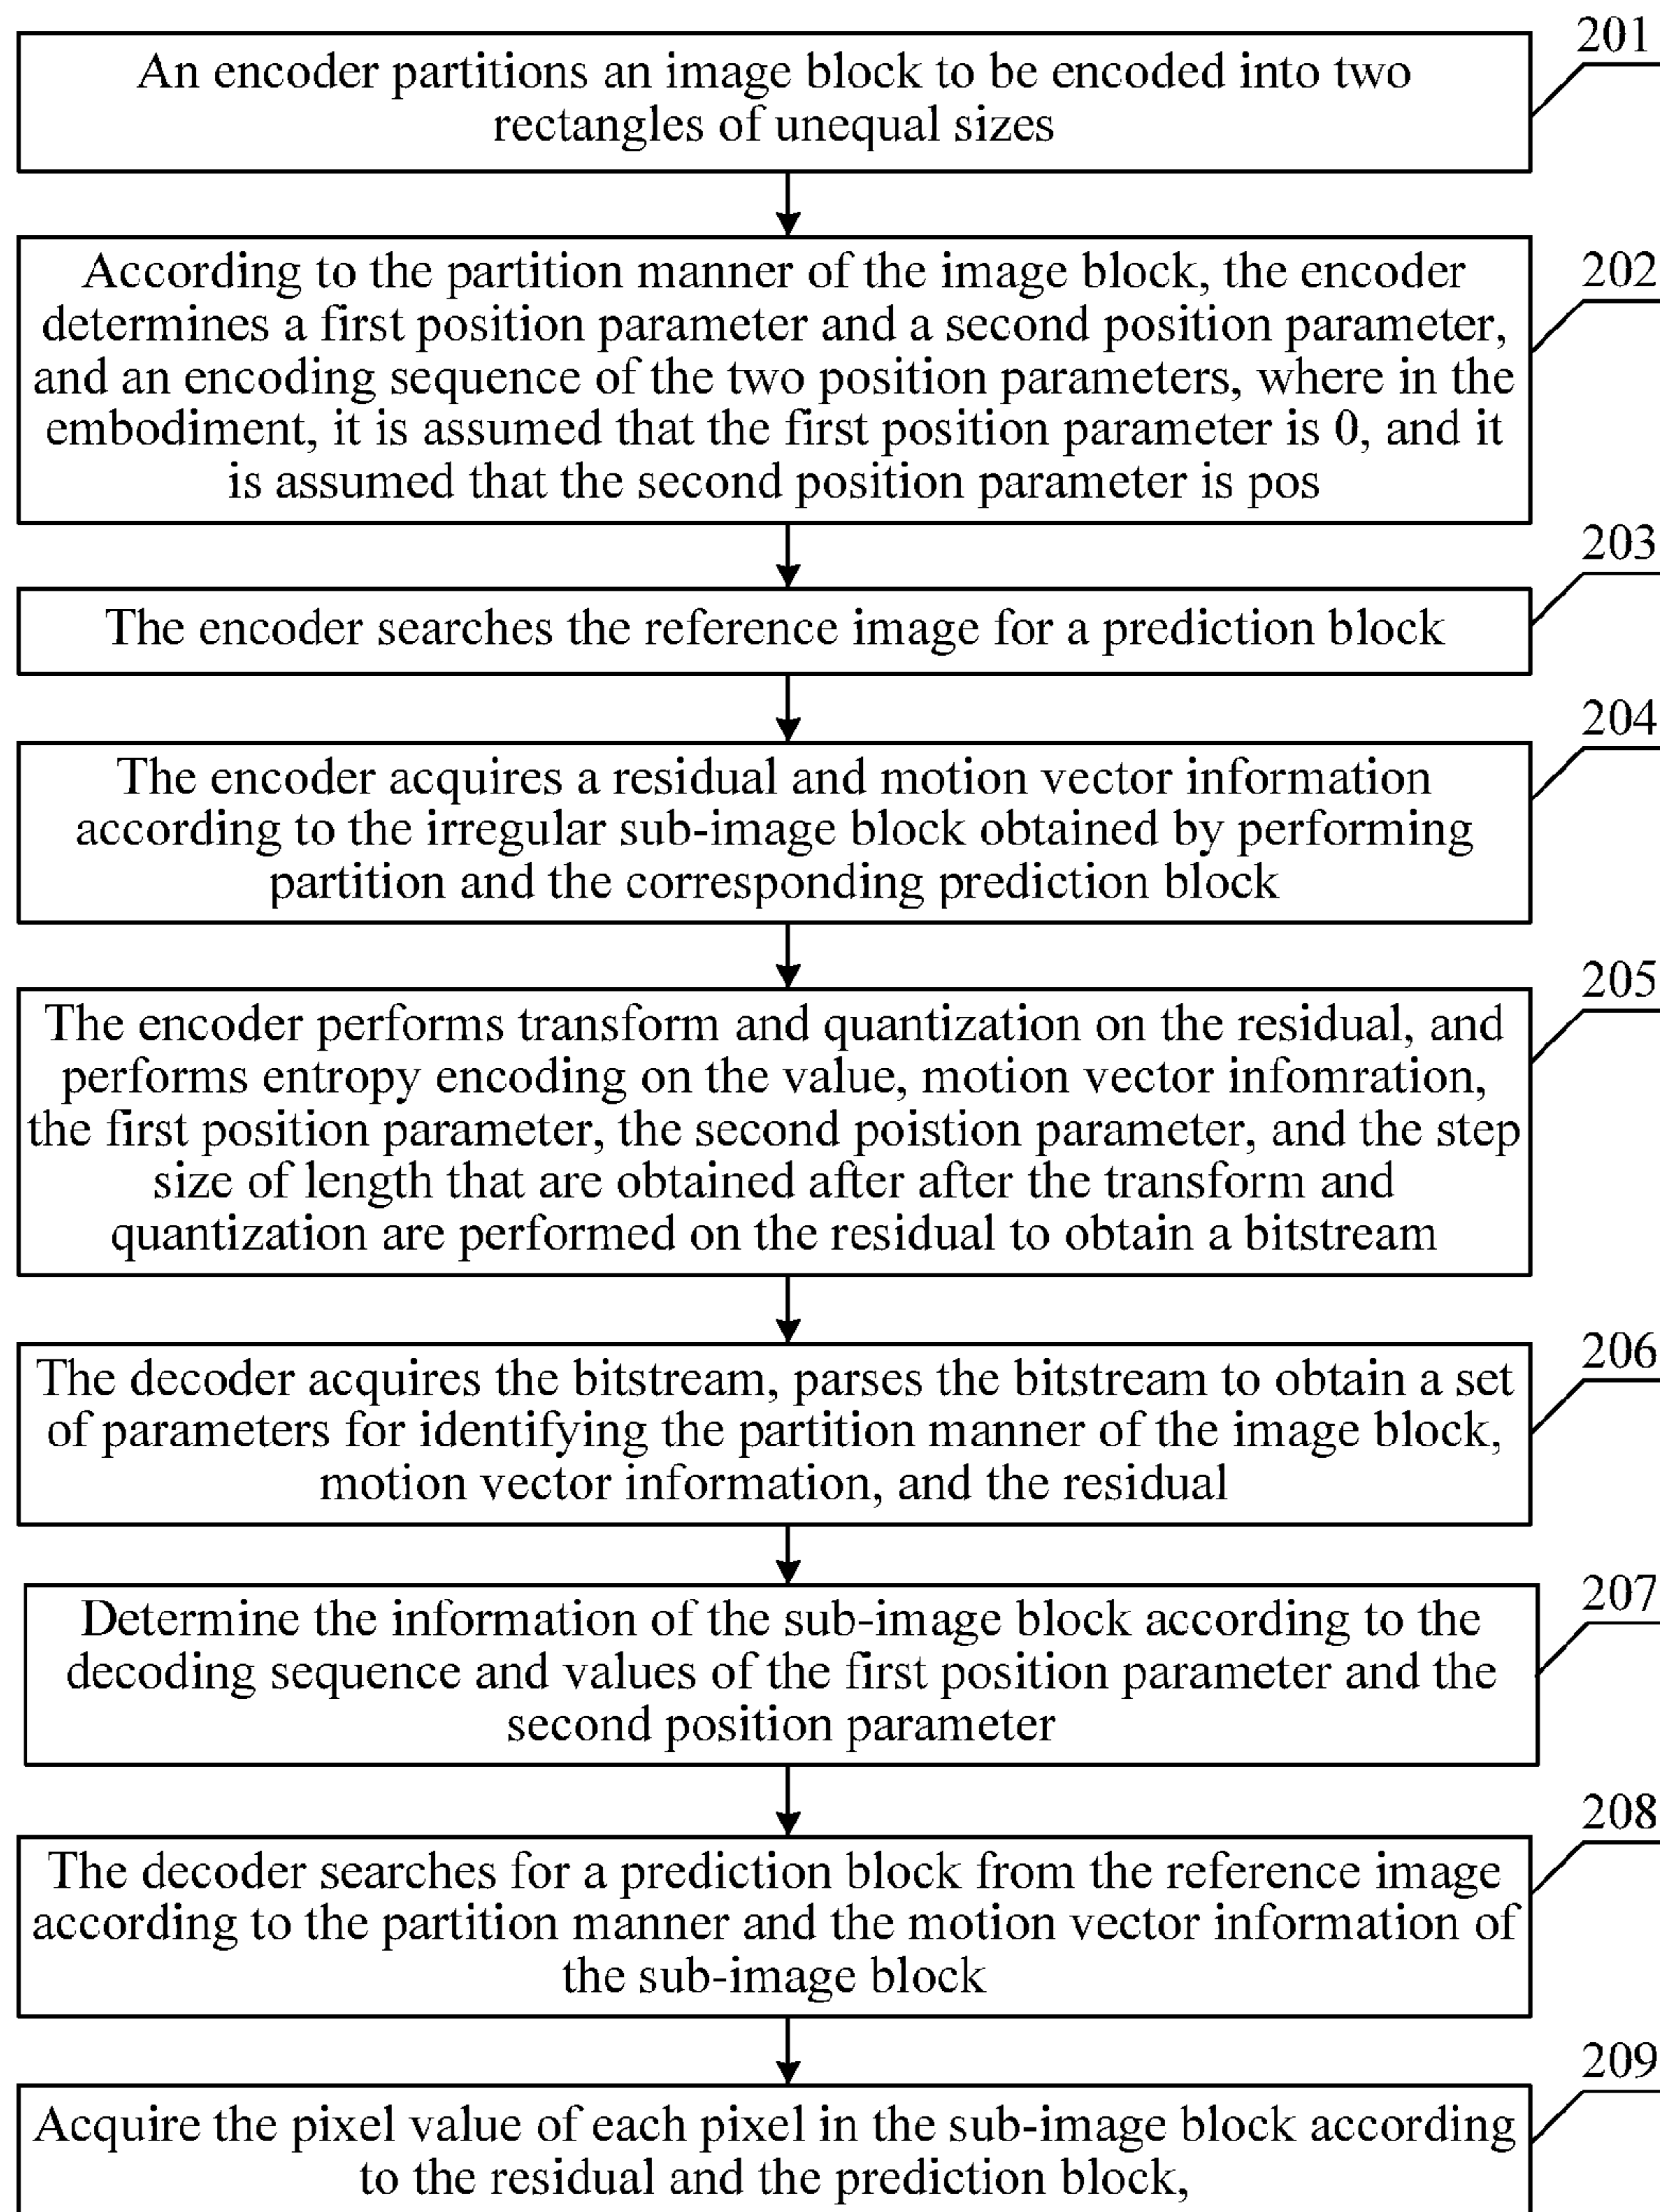 201
An encoder partitions an image block to be encoded into two
rectangles of unequal sizes
202
According to the partition manner of the image block, the encoder
determines a first position parameter and a second position parameter,
and an encoding sequence of the two position parameters, where in the
embodiment, it is assumed that the first position parameter is 0, and it
is assumed that the second position parameter is pos
203
The encoder searches the reference image for a prediction block
204
The encoder acquires a residual and motion vector information
according to the irregular sub-image block obtained by performing
partition and the corresponding prediction block
205
The encoder performs transform and quantization on the residual, and
performs entropy encoding on the value, motion vector infomration,
the first position parameter, the second poistion parameter, and the step
size of length that are obtained after after the transform and
quantization are performed on the residual to obtain a bitstream
206
The decoder acquires the bitstream, parses the bitstream to obtain a set
of parameters for identifying the partition manner of the image block,
motion vector information, and the residual
207
Determine the information of the sub-image block according to the
decoding sequence and values of the first position parameter and the
second position parameter
208
The decoder searches for a prediction block from the reference image
according to the partition manner and the motion vector information of
the sub-image block
209
Acquire the pixel value of each pixel in the sub-image block according
to the residual and the prediction block,